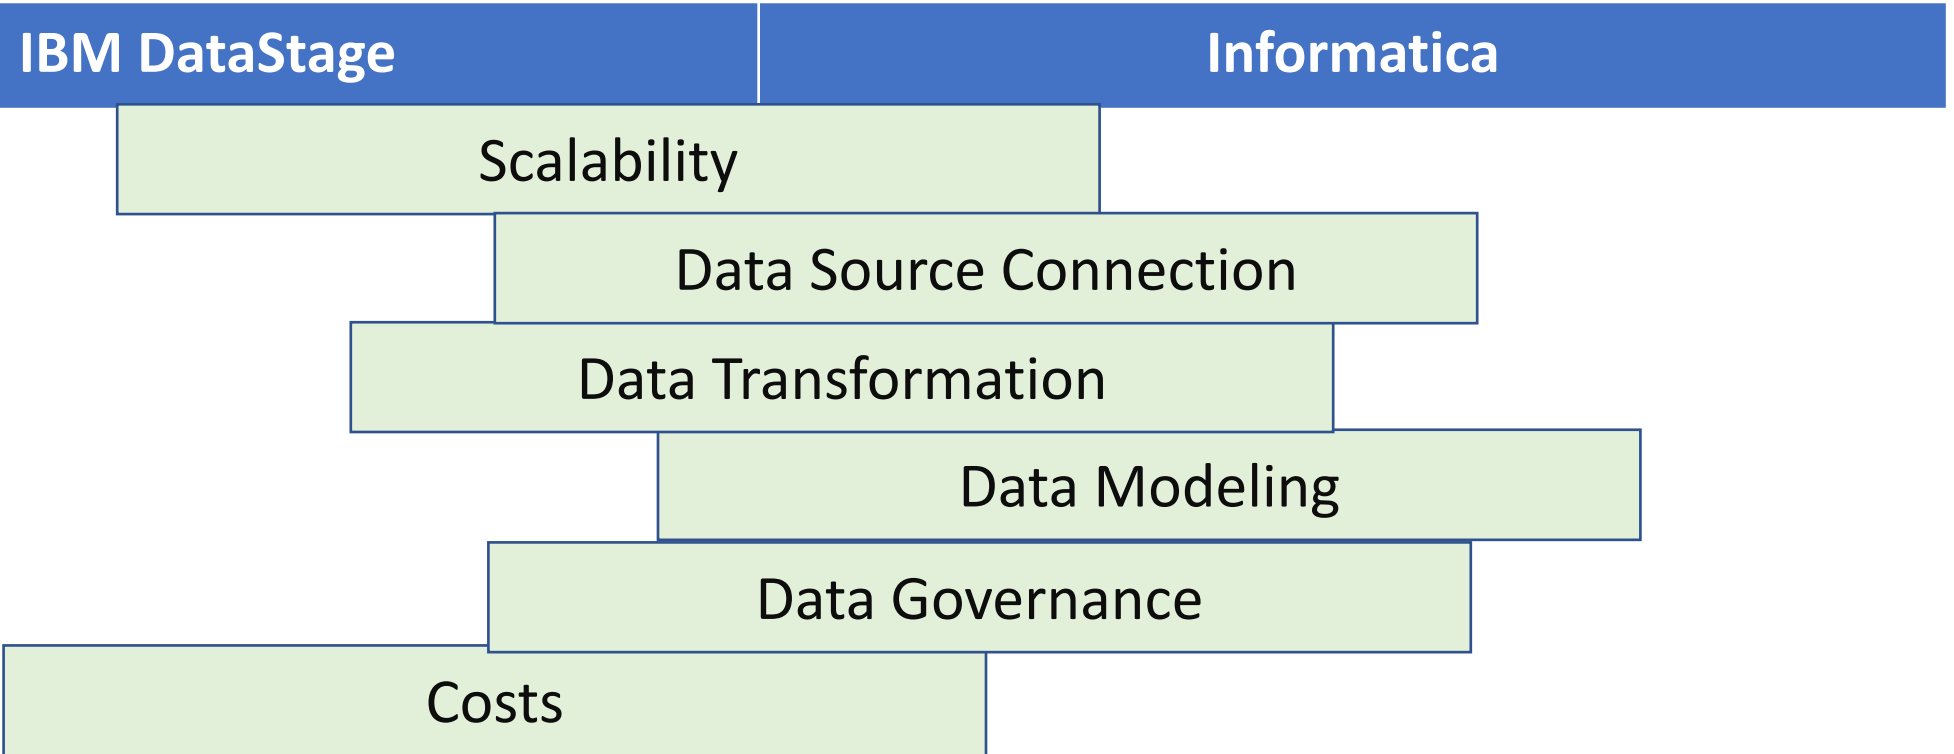 IBM DataStage
Informatica
Scalability
Data Source Connection
Data Transformation
Data Modeling
Data Governance
Costs